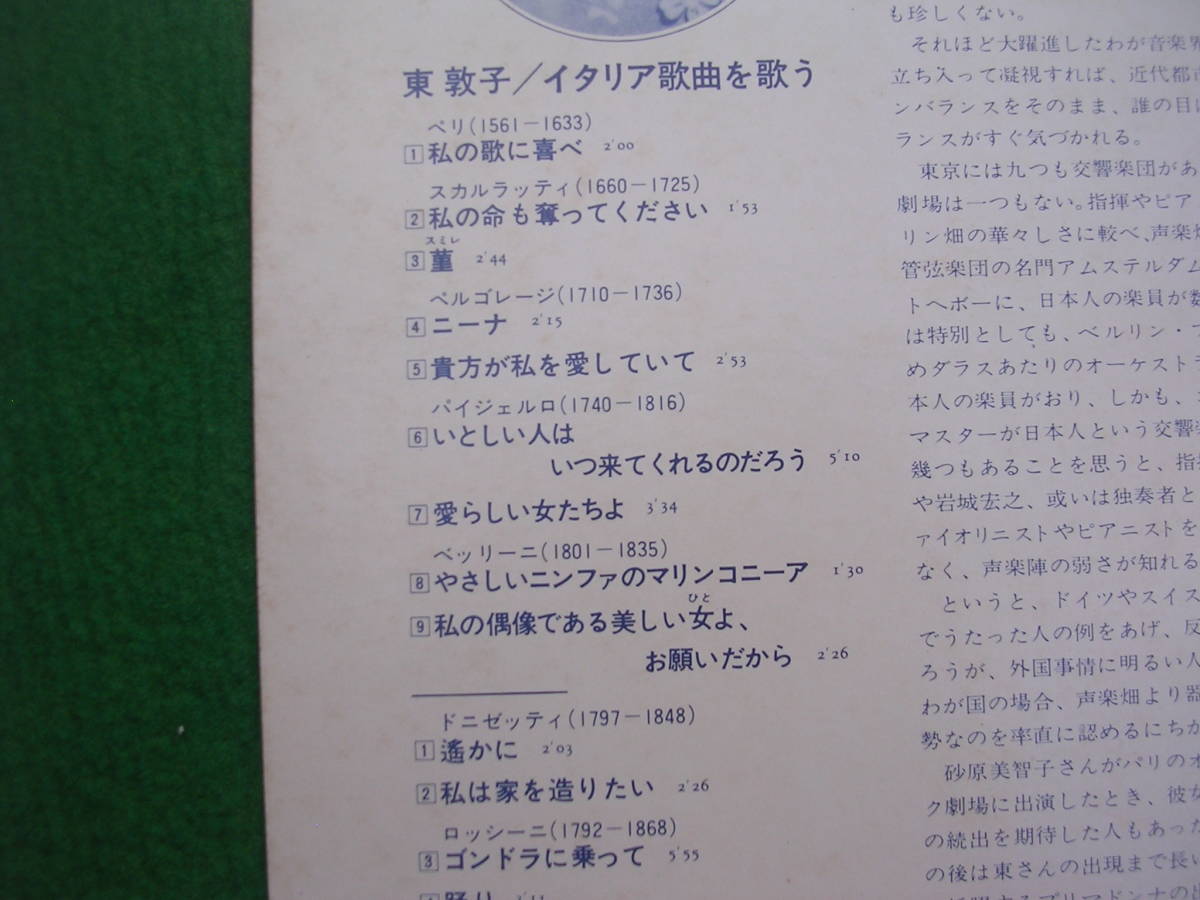 東 敦子／イタリア歌曲を歌う
ペリ(1561－1633)
1 私の歌に喜べ 2'00
スカルラッティ(1660－1725)
2 私の命も奪ってください 1'53
スミレ
3 菫 2'44
ペルゴレージ(1710－1736)
4 ニーナ 2'15
5 貴方が私を愛していて 2'53
パイジェルロ(1740－1816)
6 いとしい人は
いつ来てくれるのだろう 5'10
7 愛らしい女たちよ 3'34
ベッリーニ(1801－1835)
8 やさしいニンファのマリンコニーア 1'30
ひと
9 私の偶像である美しい女よ、
お願いだから 2'26
ドニゼッティ(1797－1848)
1 遙かに 2'03
2 私は家を造りたい 2'26
ロッシーニ(1792－1868)
3 ゴンドラに乗って 5'55
も珍しくない。
それほど大躍進したわが音楽界
立ち入って凝視すれば、近代都市
ンバランスをそのまま、誰の目に
ランスがすぐ気づかれる。
東京には九つも交響楽団があ
劇場は一つもない。指揮やピア
リン畑の華々しさに較べ、声楽畑
管弦楽団の名門アムステルダム
トヘボーに、日本人の楽員が数
は特別としても、ベルリン・
めダラスあたりのオーケストラ
本人の楽員がおり、しかも、
マスターが日本人という交響楽
幾つもあることを思うと、指揮
や岩城宏之、或いは独奏者と
ァイオリニストやピアニストを
なく、声楽陣の弱さが知れる
というと、ドイツやスイス
でうたった人の例をあげ、反
ろうが、外国事情に明るい人
わが国の場合、声楽畑より器
勢なのを率直に認めるにちか
砂原美智子さんがパリのオ
ク劇場に出演したとき、彼女
の続出を期待した人もあった
の後は東さんの出現まで長い